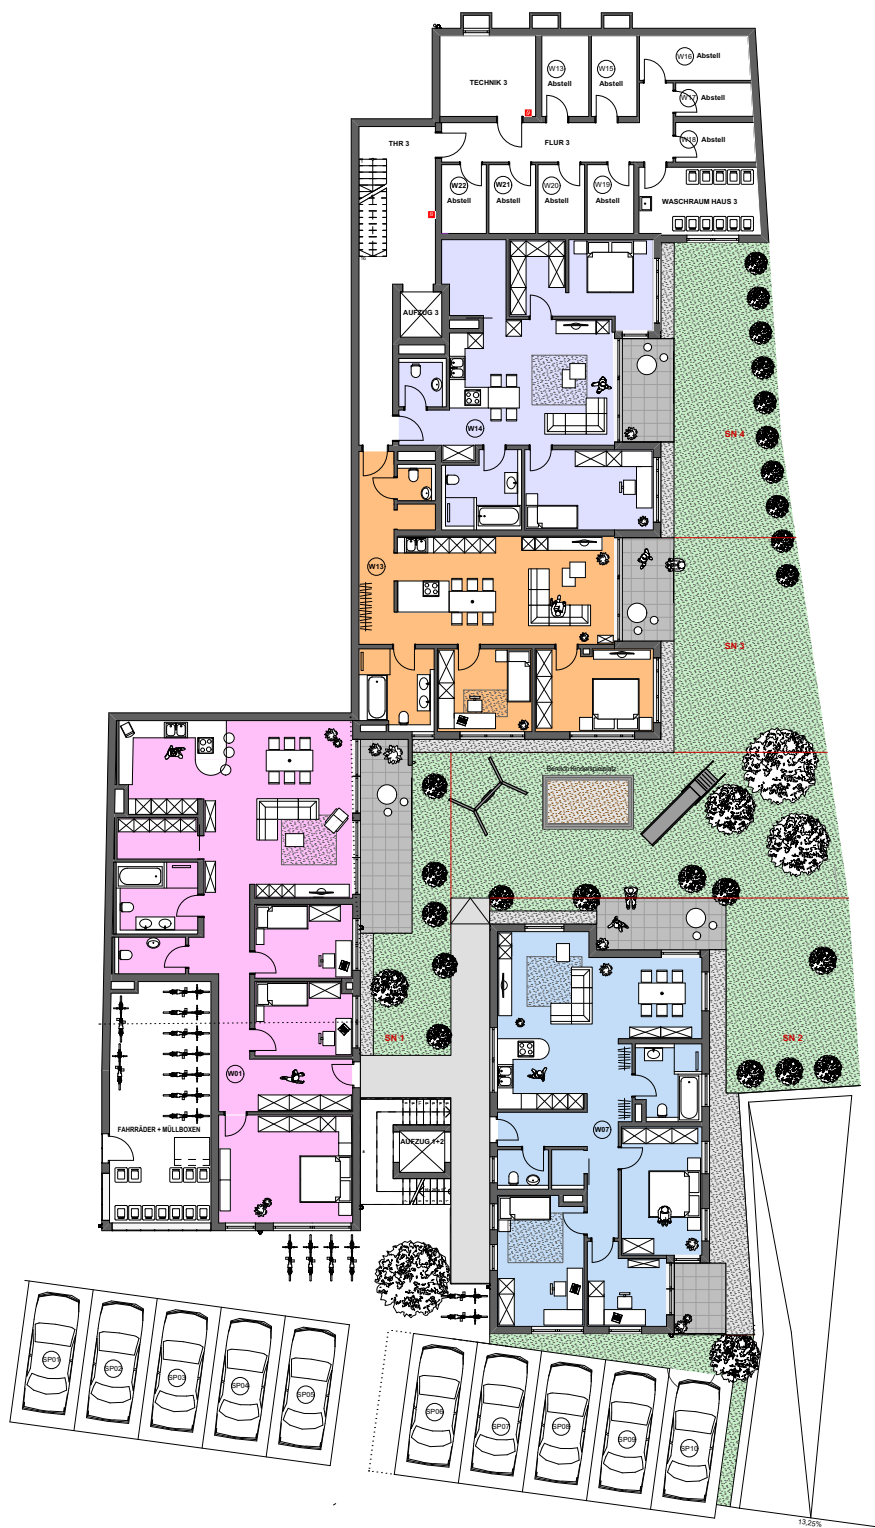 W16 Abstell
W13
Abstell
W15
Abstell
TECHNIK 3
W17 Abstell
W18 Abstell
THR 3
FLUR 3
W22
Abstell
W21
Abstell
W20
Abstell
W19
Abstell
WASCHRAUM HAUS 3
AUFZUG 3
W14
SN 4
W13
SN 3
Bereich Kinderspielplatz
SN 1
SN 2
W01
FAHRRÄDER + MÜLLBOXEN
AUFZUG 1+2
W07
SP01
SP02
SP03
SP04
SP05
SP06
SP07
SP08
SP09
SP10
13,25%